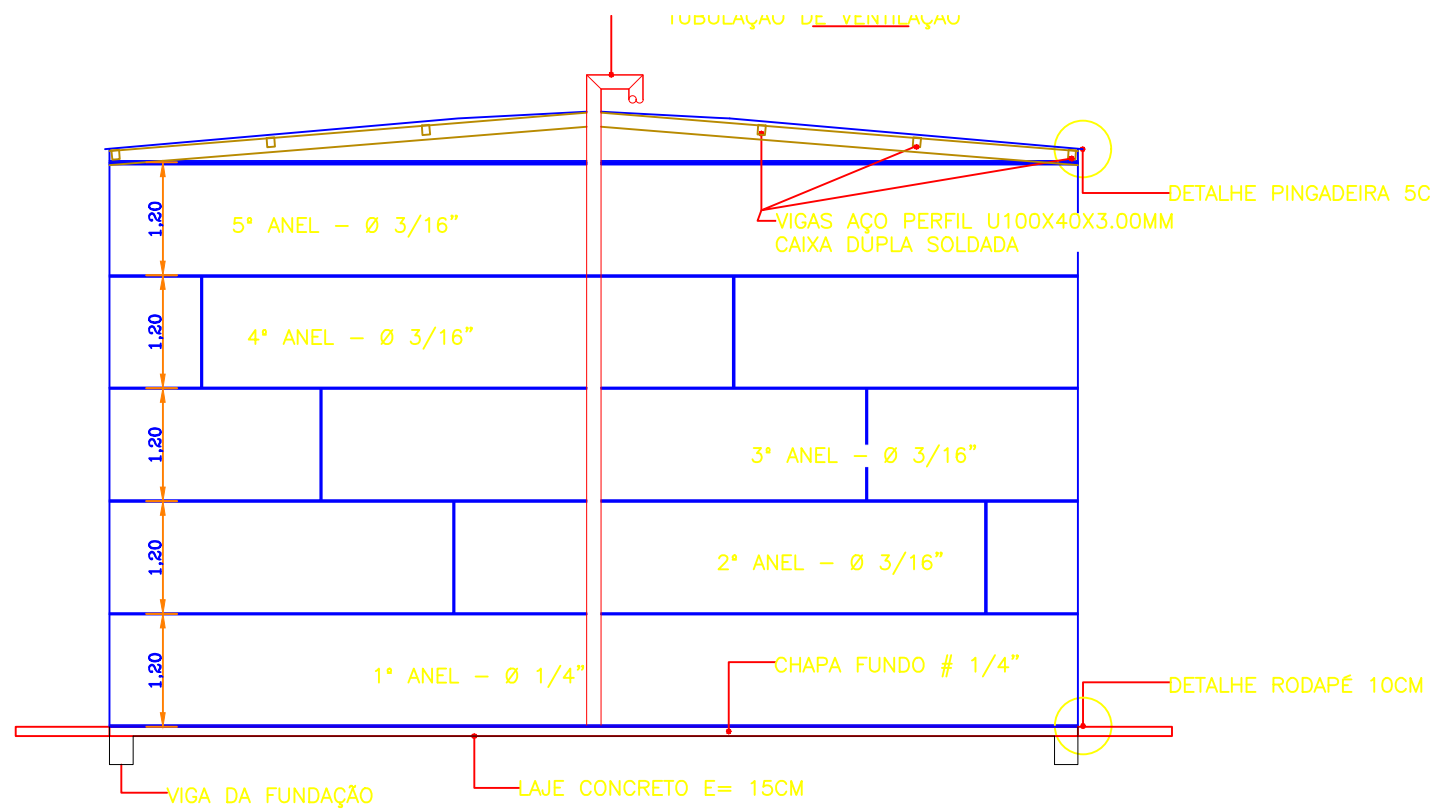 TUBULAÇÃO DE VENTILAÇÃO
DETALHE PINGADEIRA 5C
1,20
5° ANEL – Ø 3/16”
VIGAS AÇO PERFIL U100X40X3.00MM
CAIXA DUPLA SOLDADA
1,20
4° ANEL – Ø 3/16”
1,20
3° ANEL – Ø 3/16”
1,20
2° ANEL – Ø 3/16”
1,20
1° ANEL – Ø 1/4”
CHAPA FUNDO # 1/4”
DETALHE RODAPÉ 10CM
VIGA DA FUNDAÇÃO
LAJE CONCRETO E= 15CM